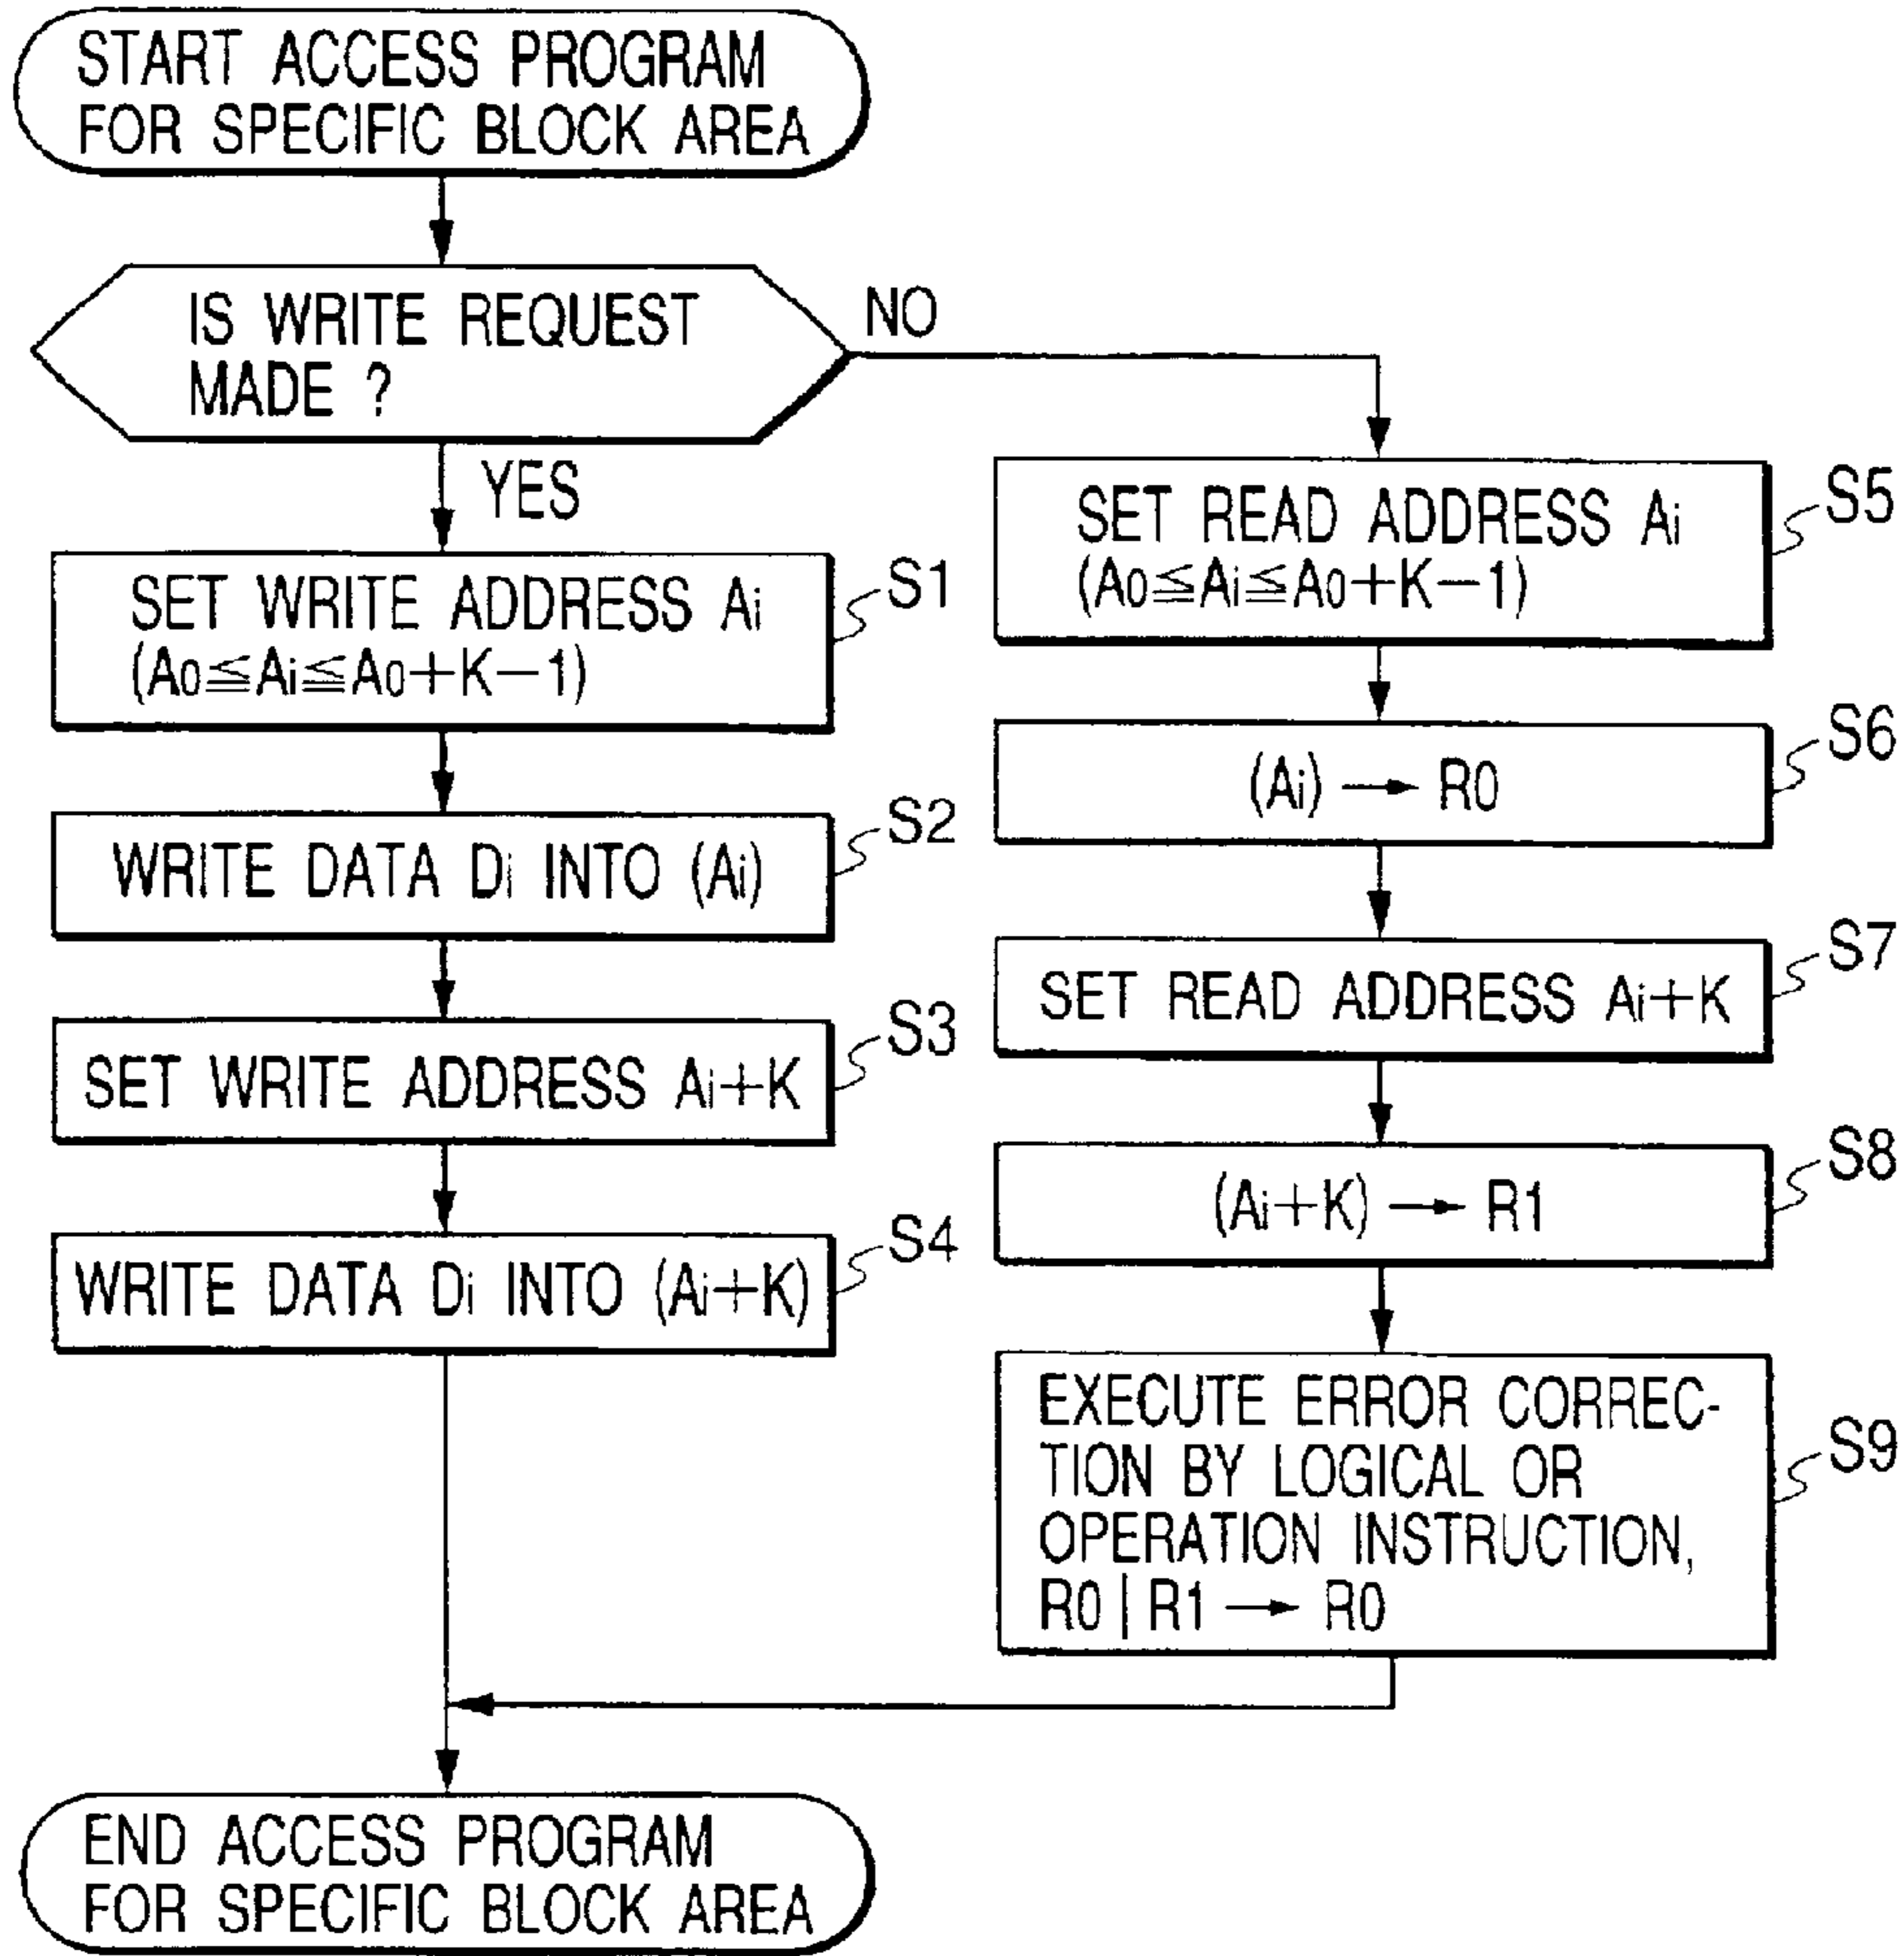 START ACCESS PROGRAM
FOR SPECIFIC BLOCK AREA
IS WRITE REQUEST
MADE ?
NO
YES
SET WRITE ADDRESS Ai
(A0≦Ai≦A0+K−1)
S1
WRITE DATA Di INTO (Ai)
S2
SET WRITE ADDRESS Ai+K
S3
WRITE DATA Di INTO (Ai+K)
S4
SET READ ADDRESS Ai
(A0≦Ai≦A0+K−1)
S5
(Ai) → R0
S6
SET READ ADDRESS Ai+K
S7
(Ai+K) → R1
S8
EXECUTE ERROR CORREC-
TION BY LOGICAL OR
OPERATION INSTRUCTION,
R0 | R1 → R0
S9
END ACCESS PROGRAM
FOR SPECIFIC BLOCK AREA